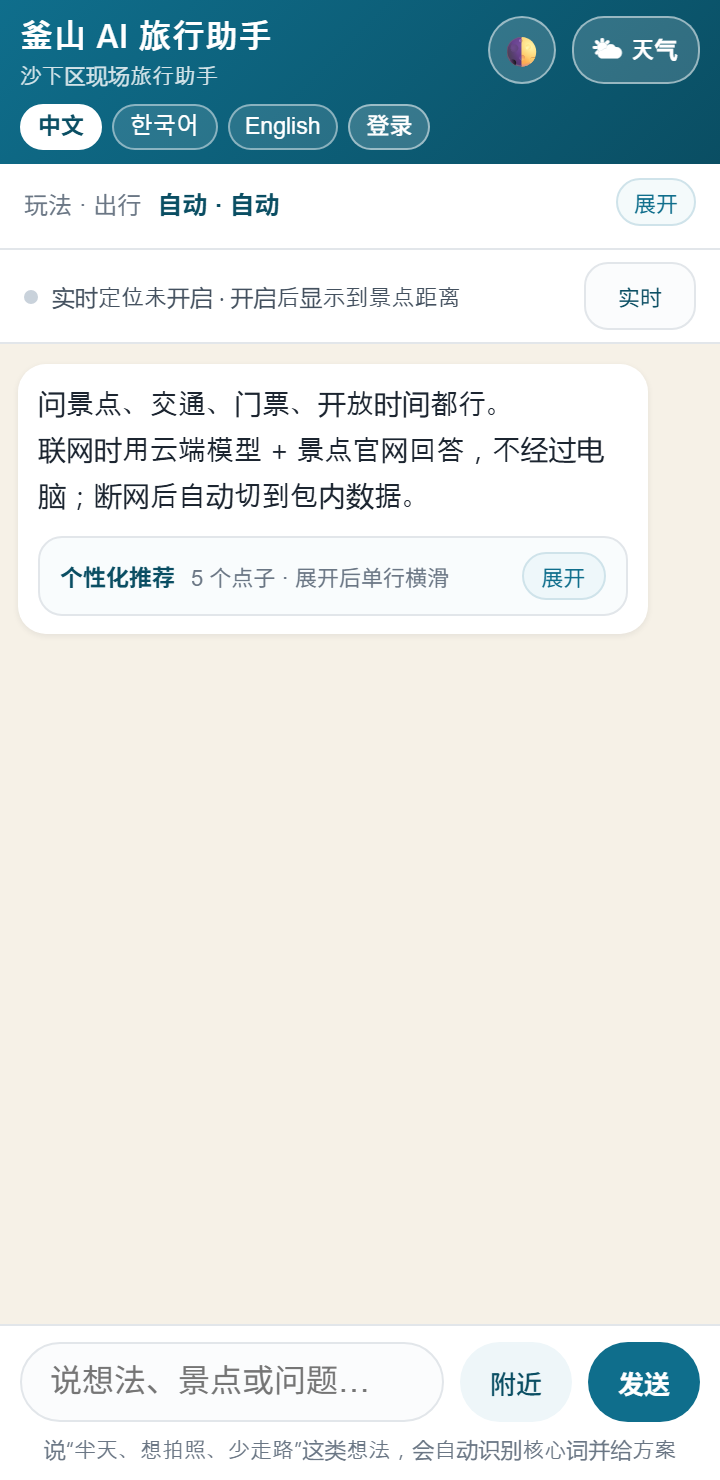 釜山 AI 旅行助手
沙下区现场旅行助手
天气
中文 한국어 English 登录
玩法 · 出行 自动 · 自动 展开
实时定位未开启 · 开启后显示到景点距离 实时
问景点、交通、门票、开放时间都行。
联网时用云端模型 + 景点官网回答，不经过电
脑；断网后自动切到包内数据。
个性化推荐 5 个点子 · 展开后单行横滑 展开
说想法、景点或问题… 附近 发送
说“半天、想拍照、少走路”这类想法，会自动识别核心词并给方案